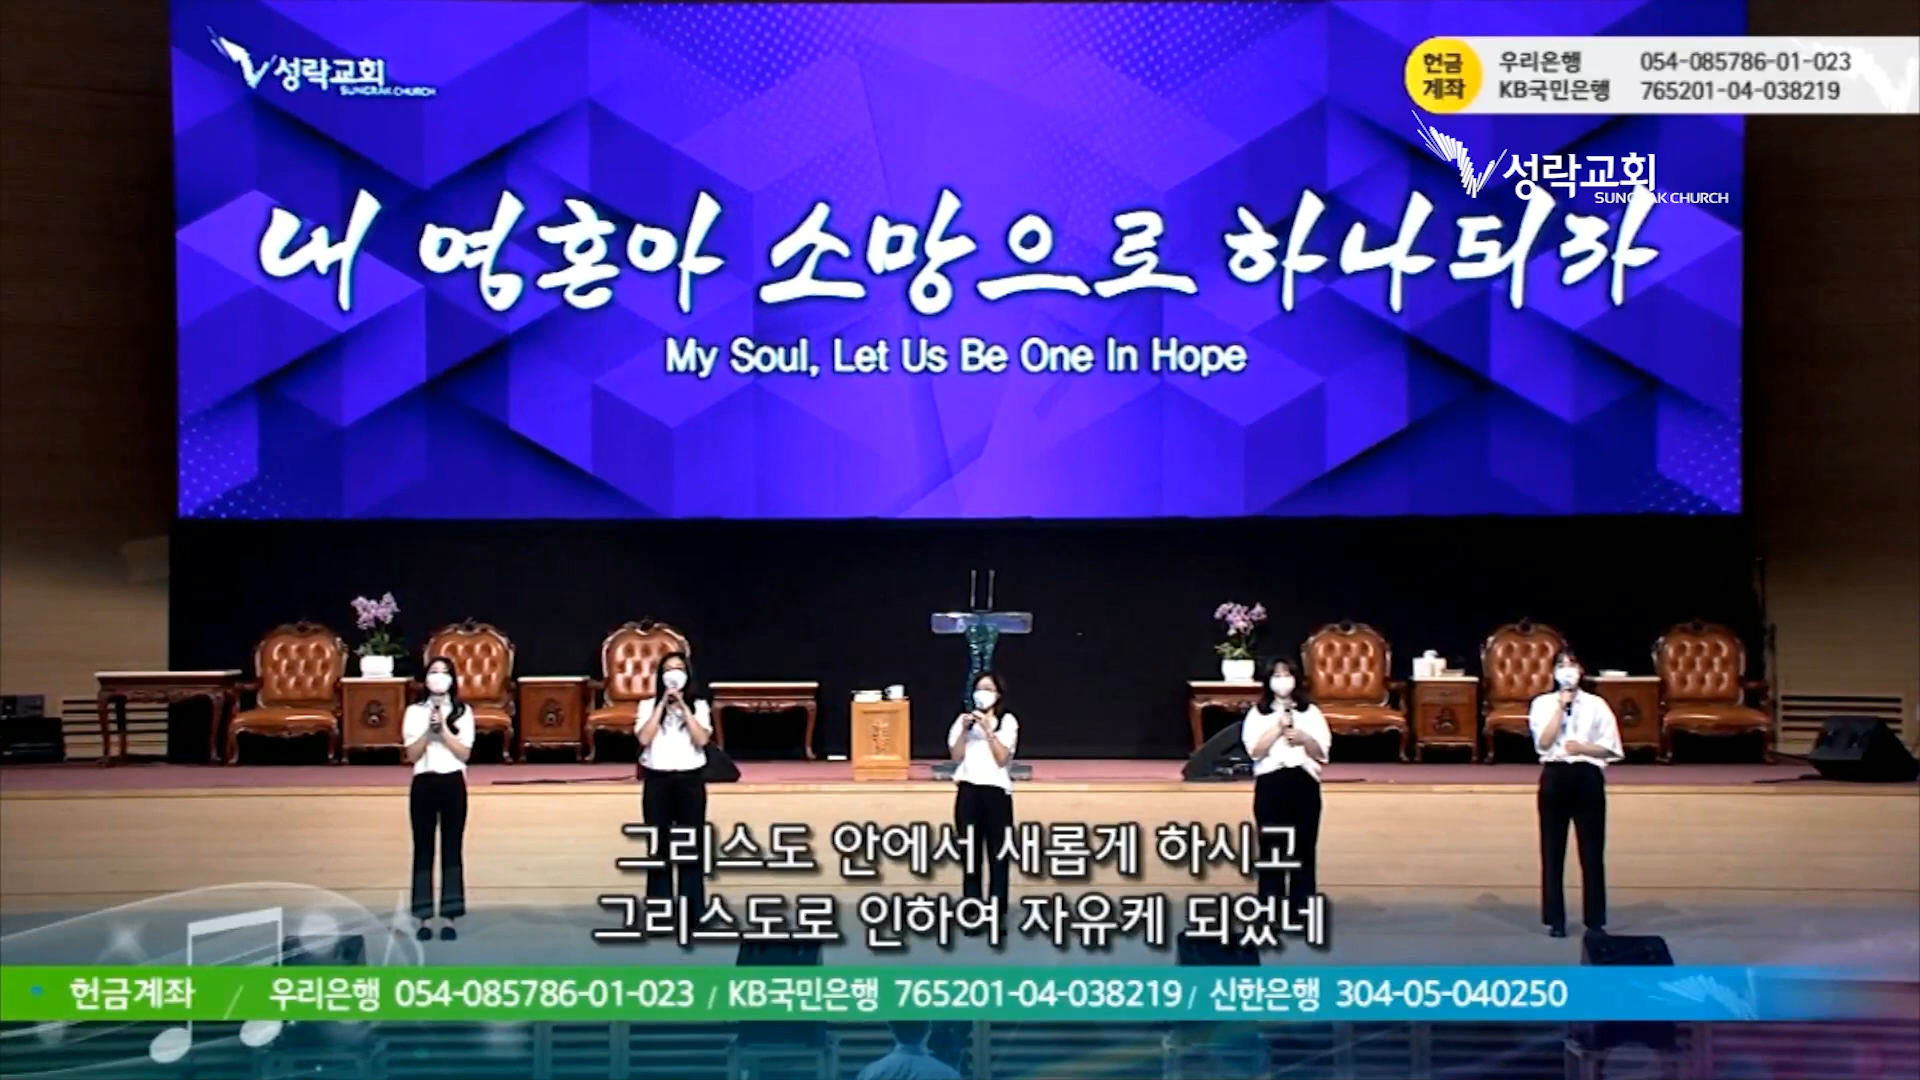 성락교회
SUNGRAK CHURCH
헌금
계좌
우리은행 054-085786-01-023
KB국민은행 765201-04-038219
성락교회
SUNGRAK CHURCH
내 영혼아 소망으로 하나되라
My Soul, Let Us Be One In Hope
그리스도 안에서 새롭게 하시고
그리스도로 인하여 자유케 되었네
헌금계좌 / 우리은행 054-085786-01-023 / KB국민은행 765201-04-038219 / 신한은행 304-05-040250